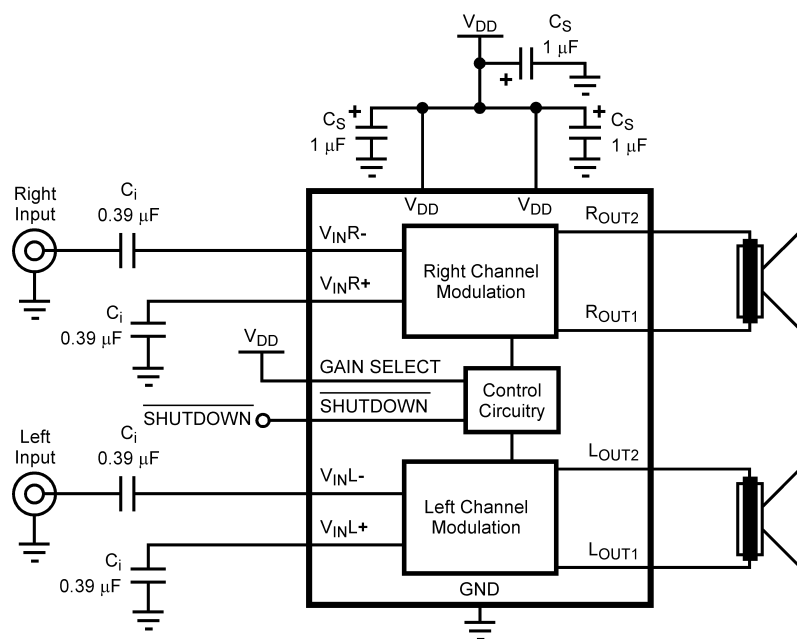 VDD
CS
1 μF
+
CS
1 μF
+
+
CS
1 μF
Right
Input
Ci
0.39 μF
VDD
VDD
ROUT2
VINR-
Right Channel
Modulation
VINR+
Ci
0.39 μF
ROUT1
VDD
GAIN SELECT
Control
Circuitry
SHUTDOWN
SHUTDOWN
Left
Input
Ci
0.39 μF
LOUT2
VINL-
Left Channel
Modulation
VINL+
Ci
0.39 μF
LOUT1
GND